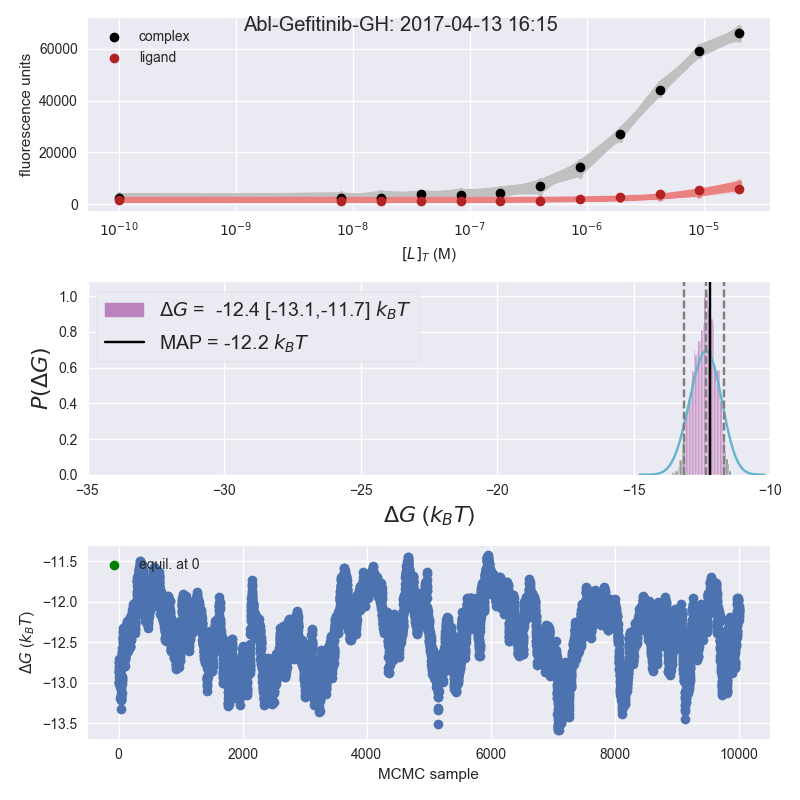 Abl-Gefitinib-GH: 2017-04-13 16:15
complex
ligand
fluorescence units
60000
40000
20000
0
10⁻¹⁰ 10⁻⁹ 10⁻⁸ 10⁻⁷ 10⁻⁶ 10⁻⁵
[L]_T (M)
ΔG = -12.4 [-13.1,-11.7] k_BT
MAP = -12.2 k_BT
P(ΔG)
1.0
0.8
0.6
0.4
0.2
0.0
−35 −30 −25 −20 −15 −10
ΔG (k_BT)
equil. at 0
ΔG (k_BT)
−11.5
−12.0
−12.5
−13.0
−13.5
0 2000 4000 6000 8000 10000
MCMC sample